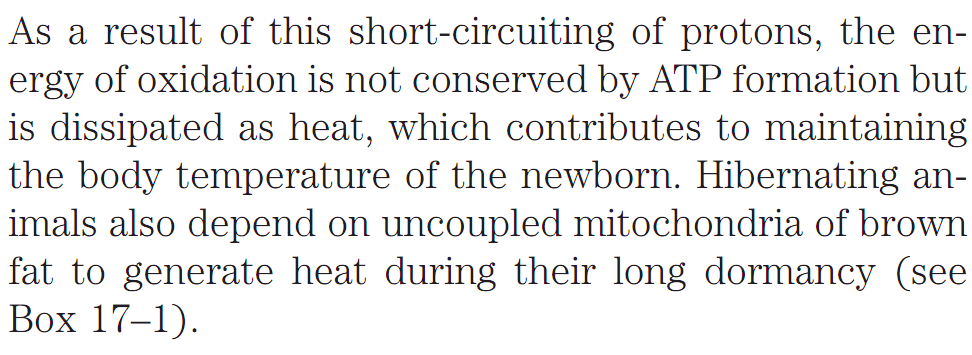 As a result of this short-circuiting of protons, the en-
ergy of oxidation is not conserved by ATP formation but
is dissipated as heat, which contributes to maintaining
the body temperature of the newborn. Hibernating an-
imals also depend on uncoupled mitochondria of brown
fat to generate heat during their long dormancy (see
Box 17–1).